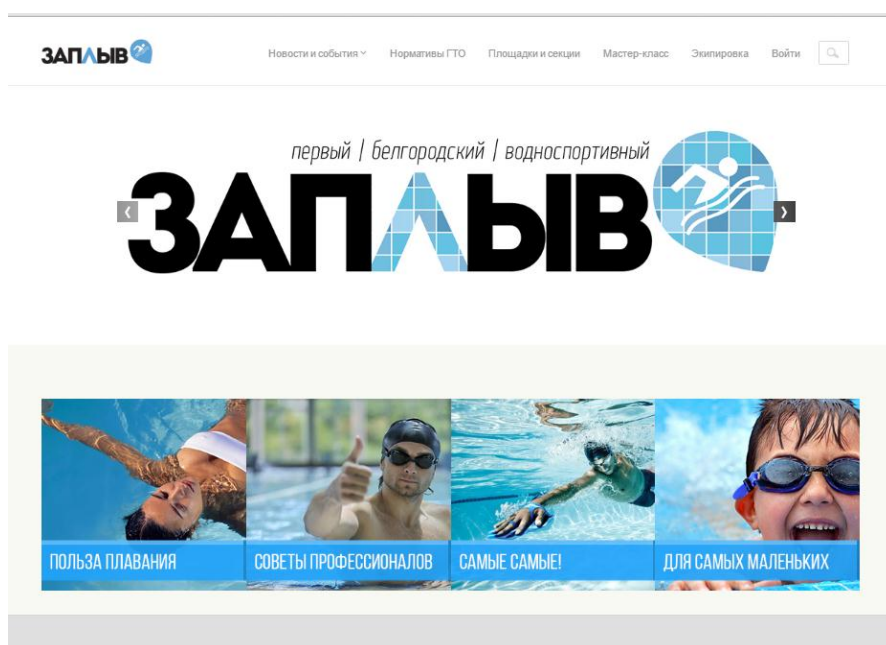 ЗАПЛЫВ
Новости и события Нормативы ГТО Площадки и секции Мастер-класс Экипировка Войти
первый | белгородский | водноспортивный
ЗАПЛЫВ
ПОЛЬЗА ПЛАВАНИЯ
СОВЕТЫ ПРОФЕССИОНАЛОВ
САМЫЕ САМЫЕ!
ДЛЯ САМЫХ МАЛЕНЬКИХ